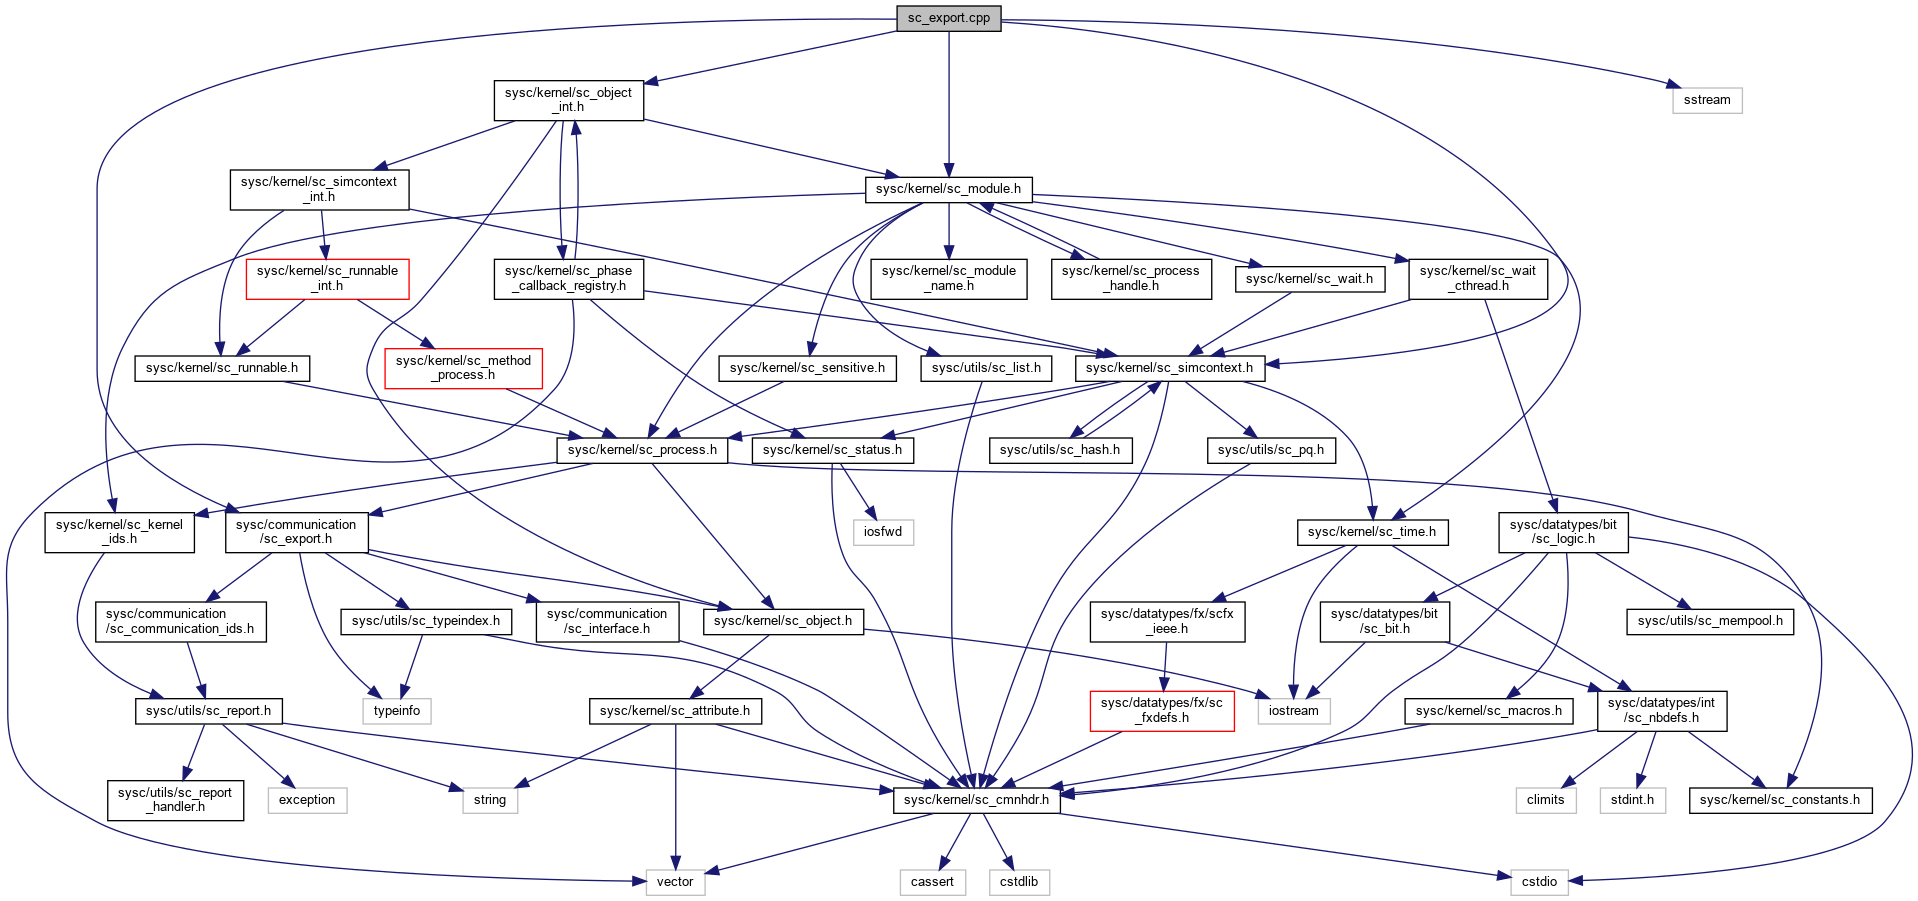 sc_export.cpp
sysc/kernel/sc_object
_int.h
sstream
sysc/kernel/sc_simcontext
_int.h
sysc/kernel/sc_module.h
sysc/kernel/sc_runnable
_int.h
sysc/kernel/sc_phase
_callback_registry.h
sysc/kernel/sc_module
_name.h
sysc/kernel/sc_process
_handle.h
sysc/kernel/sc_wait.h
sysc/kernel/sc_wait
_cthread.h
sysc/kernel/sc_runnable.h
sysc/kernel/sc_method
_process.h
sysc/kernel/sc_sensitive.h
sysc/utils/sc_list.h
sysc/kernel/sc_simcontext.h
sysc/kernel/sc_process.h
sysc/kernel/sc_status.h
sysc/utils/sc_hash.h
sysc/utils/sc_pq.h
sysc/kernel/sc_kernel
_ids.h
sysc/communication
/sc_export.h
iosfwd
sysc/kernel/sc_time.h
sysc/datatypes/bit
/sc_logic.h
sysc/communication
/sc_communication_ids.h
sysc/utils/sc_typeindex.h
sysc/communication
/sc_interface.h
sysc/kernel/sc_object.h
sysc/datatypes/fx/scfx
_ieee.h
sysc/datatypes/bit
/sc_bit.h
sysc/utils/sc_mempool.h
sysc/utils/sc_report.h
typeinfo
sysc/kernel/sc_attribute.h
sysc/datatypes/fx/sc
_fxdefs.h
iostream
sysc/kernel/sc_macros.h
sysc/datatypes/int
/sc_nbdefs.h
sysc/utils/sc_report
_handler.h
exception
string
sysc/kernel/sc_cmnhdr.h
climits
stdint.h
sysc/kernel/sc_constants.h
vector
cassert
cstdlib
cstdio